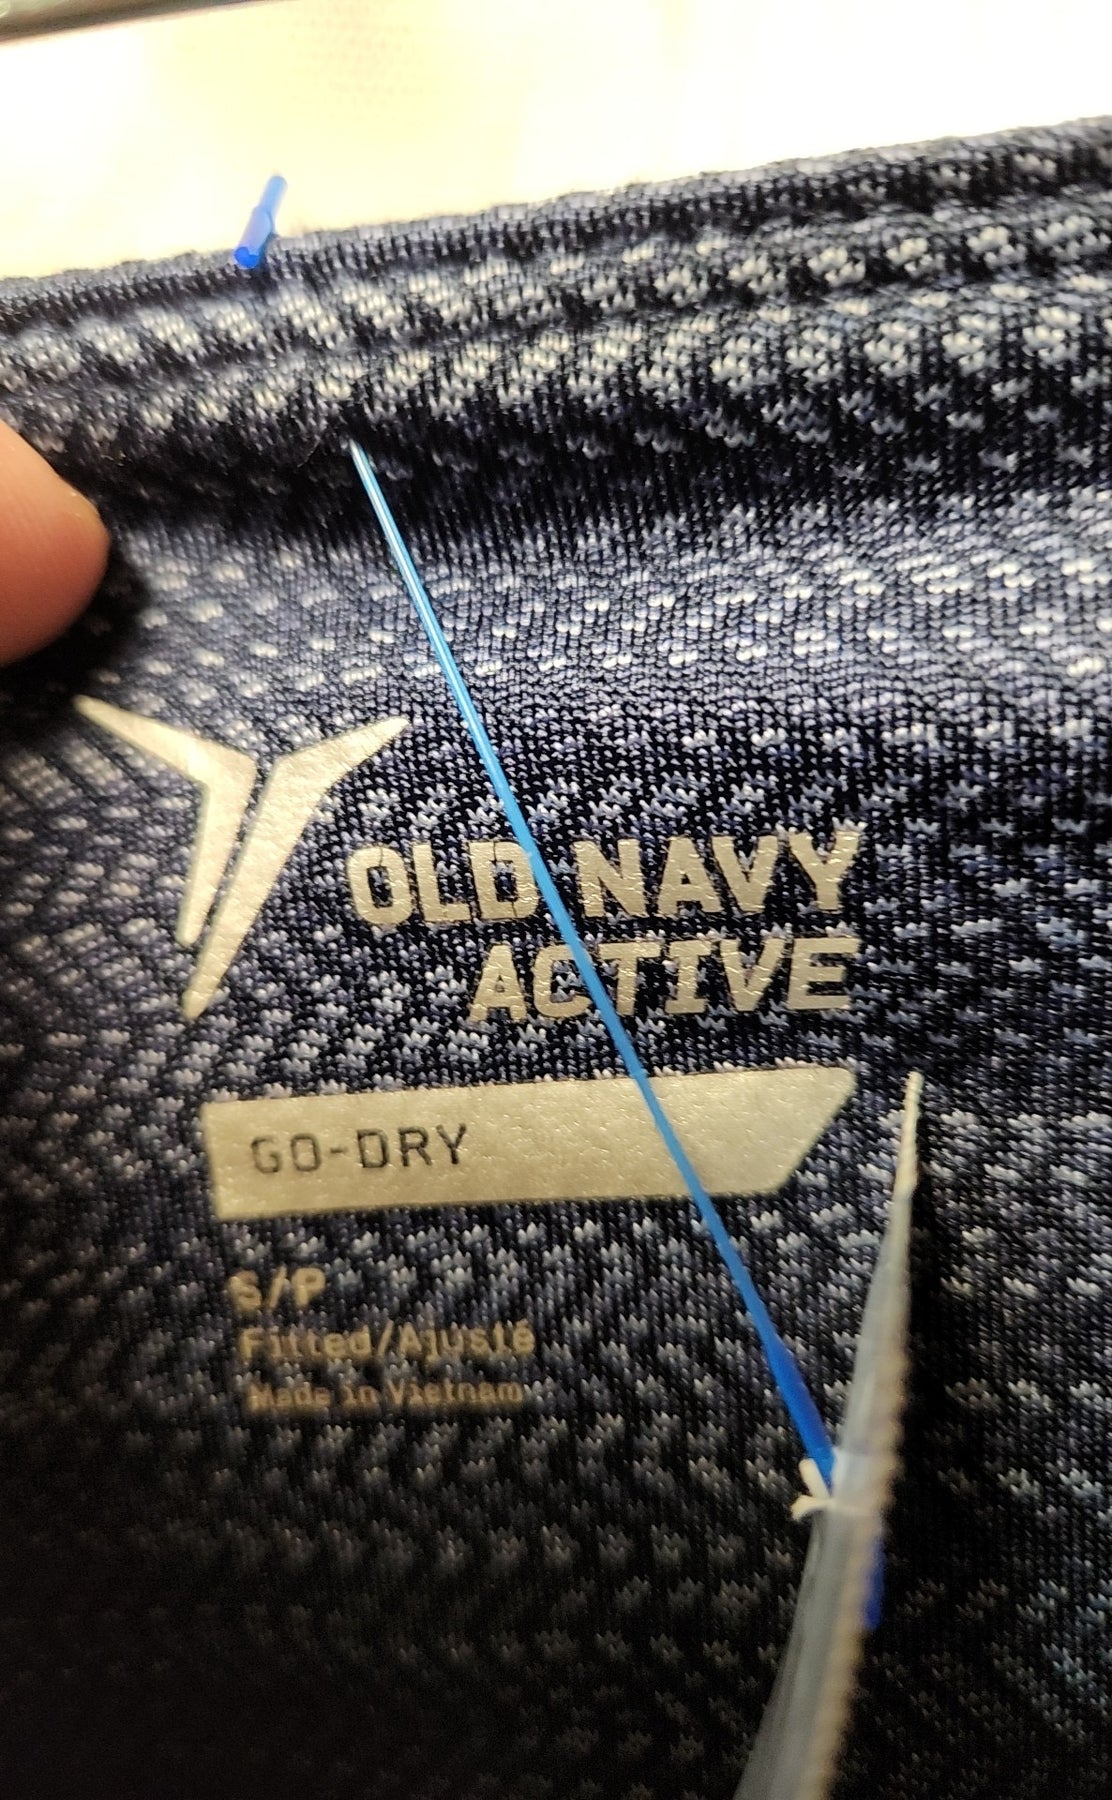 OLD NAVY
ACTIVE
GO-DRY
S/P
Fitted/Ajusté
Made in Vietnam